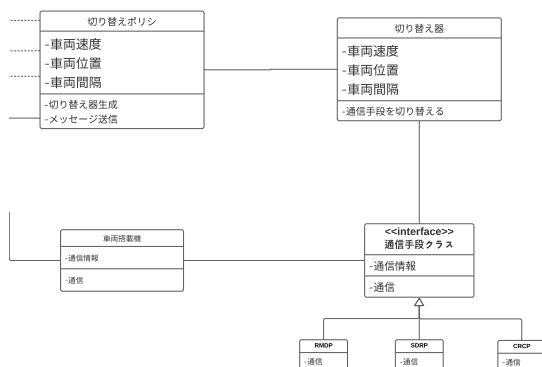 切り替えポリシ
-車両速度
-車両位置
-車両間隔
-切り替え器生成
-メッセージ送信
切り替え器
-車両速度
-車両位置
-車両間隔
-通信手段を切り替える
車両搭載機
-通信情報
-通信
<<interface>>
通信手段クラス
-通信情報
-通信
RMDP
-通信
SDRP
-通信
CRCP
-通信